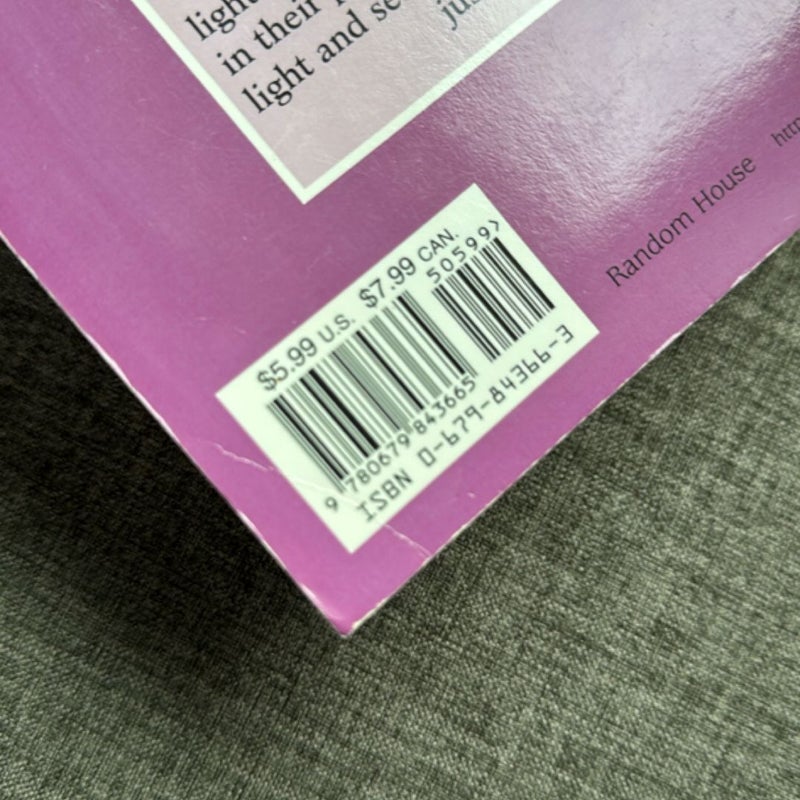 light
in their
light and
Random House
$5.99 U.S. $7.99 CAN.
50599>
9 780679 843665
ISBN 0-679-84366-3